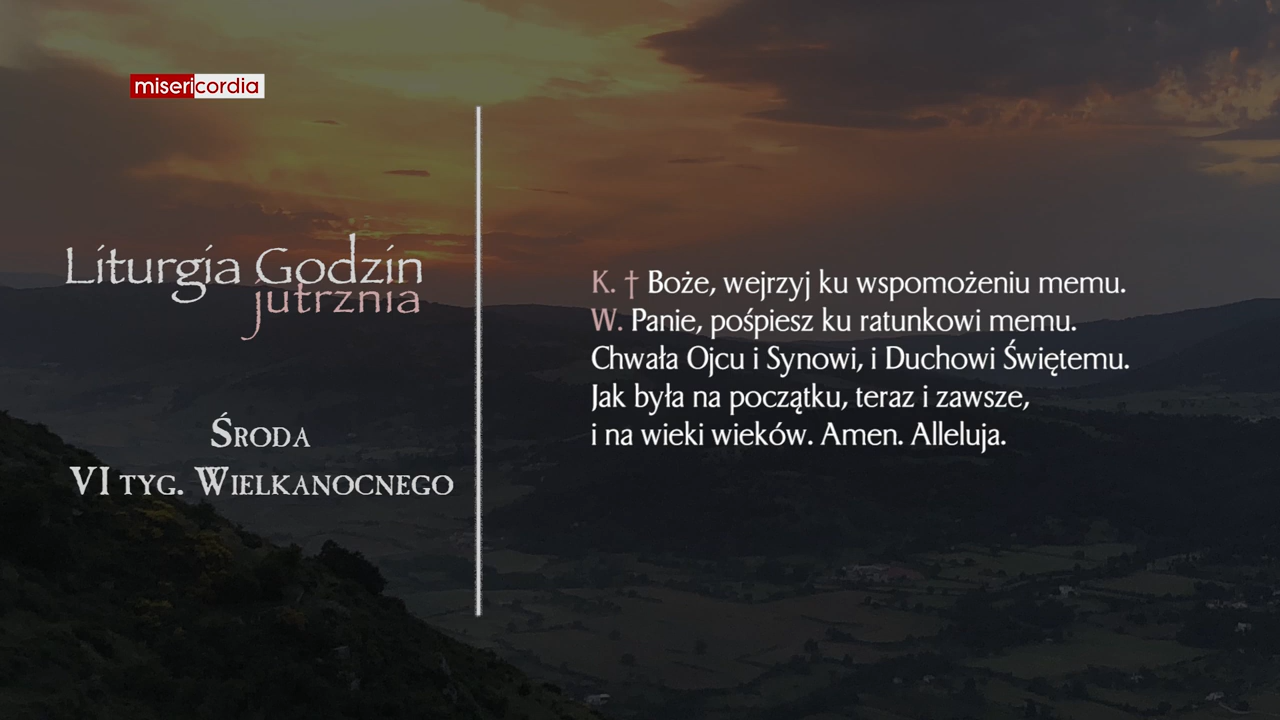 misericordia
Liturgia Godzin
jutrznia
Środa
VI tyg. Wielkanocnego
K. † Boże, wejrzyj ku wspomożeniu memu.
W. Panie, pośpiesz ku ratunkowi memu.
Chwała Ojcu i Synowi, i Duchowi Świętemu.
Jak była na początku, teraz i zawsze,
i na wieki wieków. Amen. Alleluja.